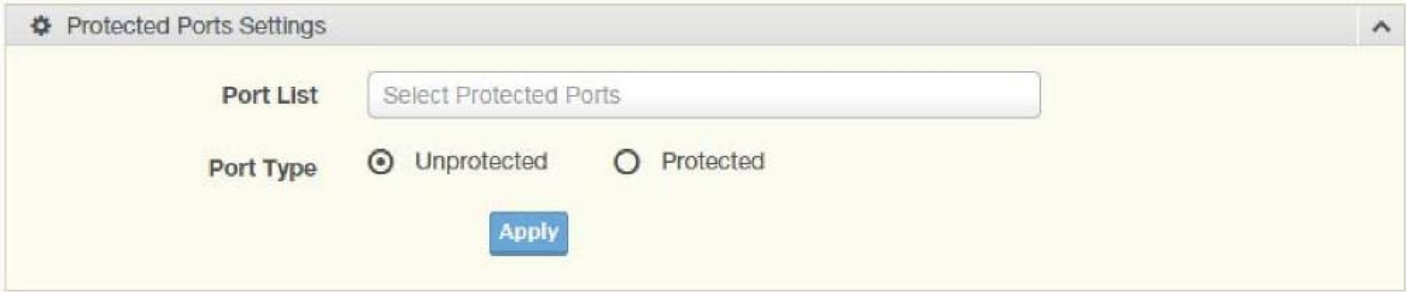 Protected Ports Settings
Port List Select Protected Ports
Port Type Unprotected Protected
Apply